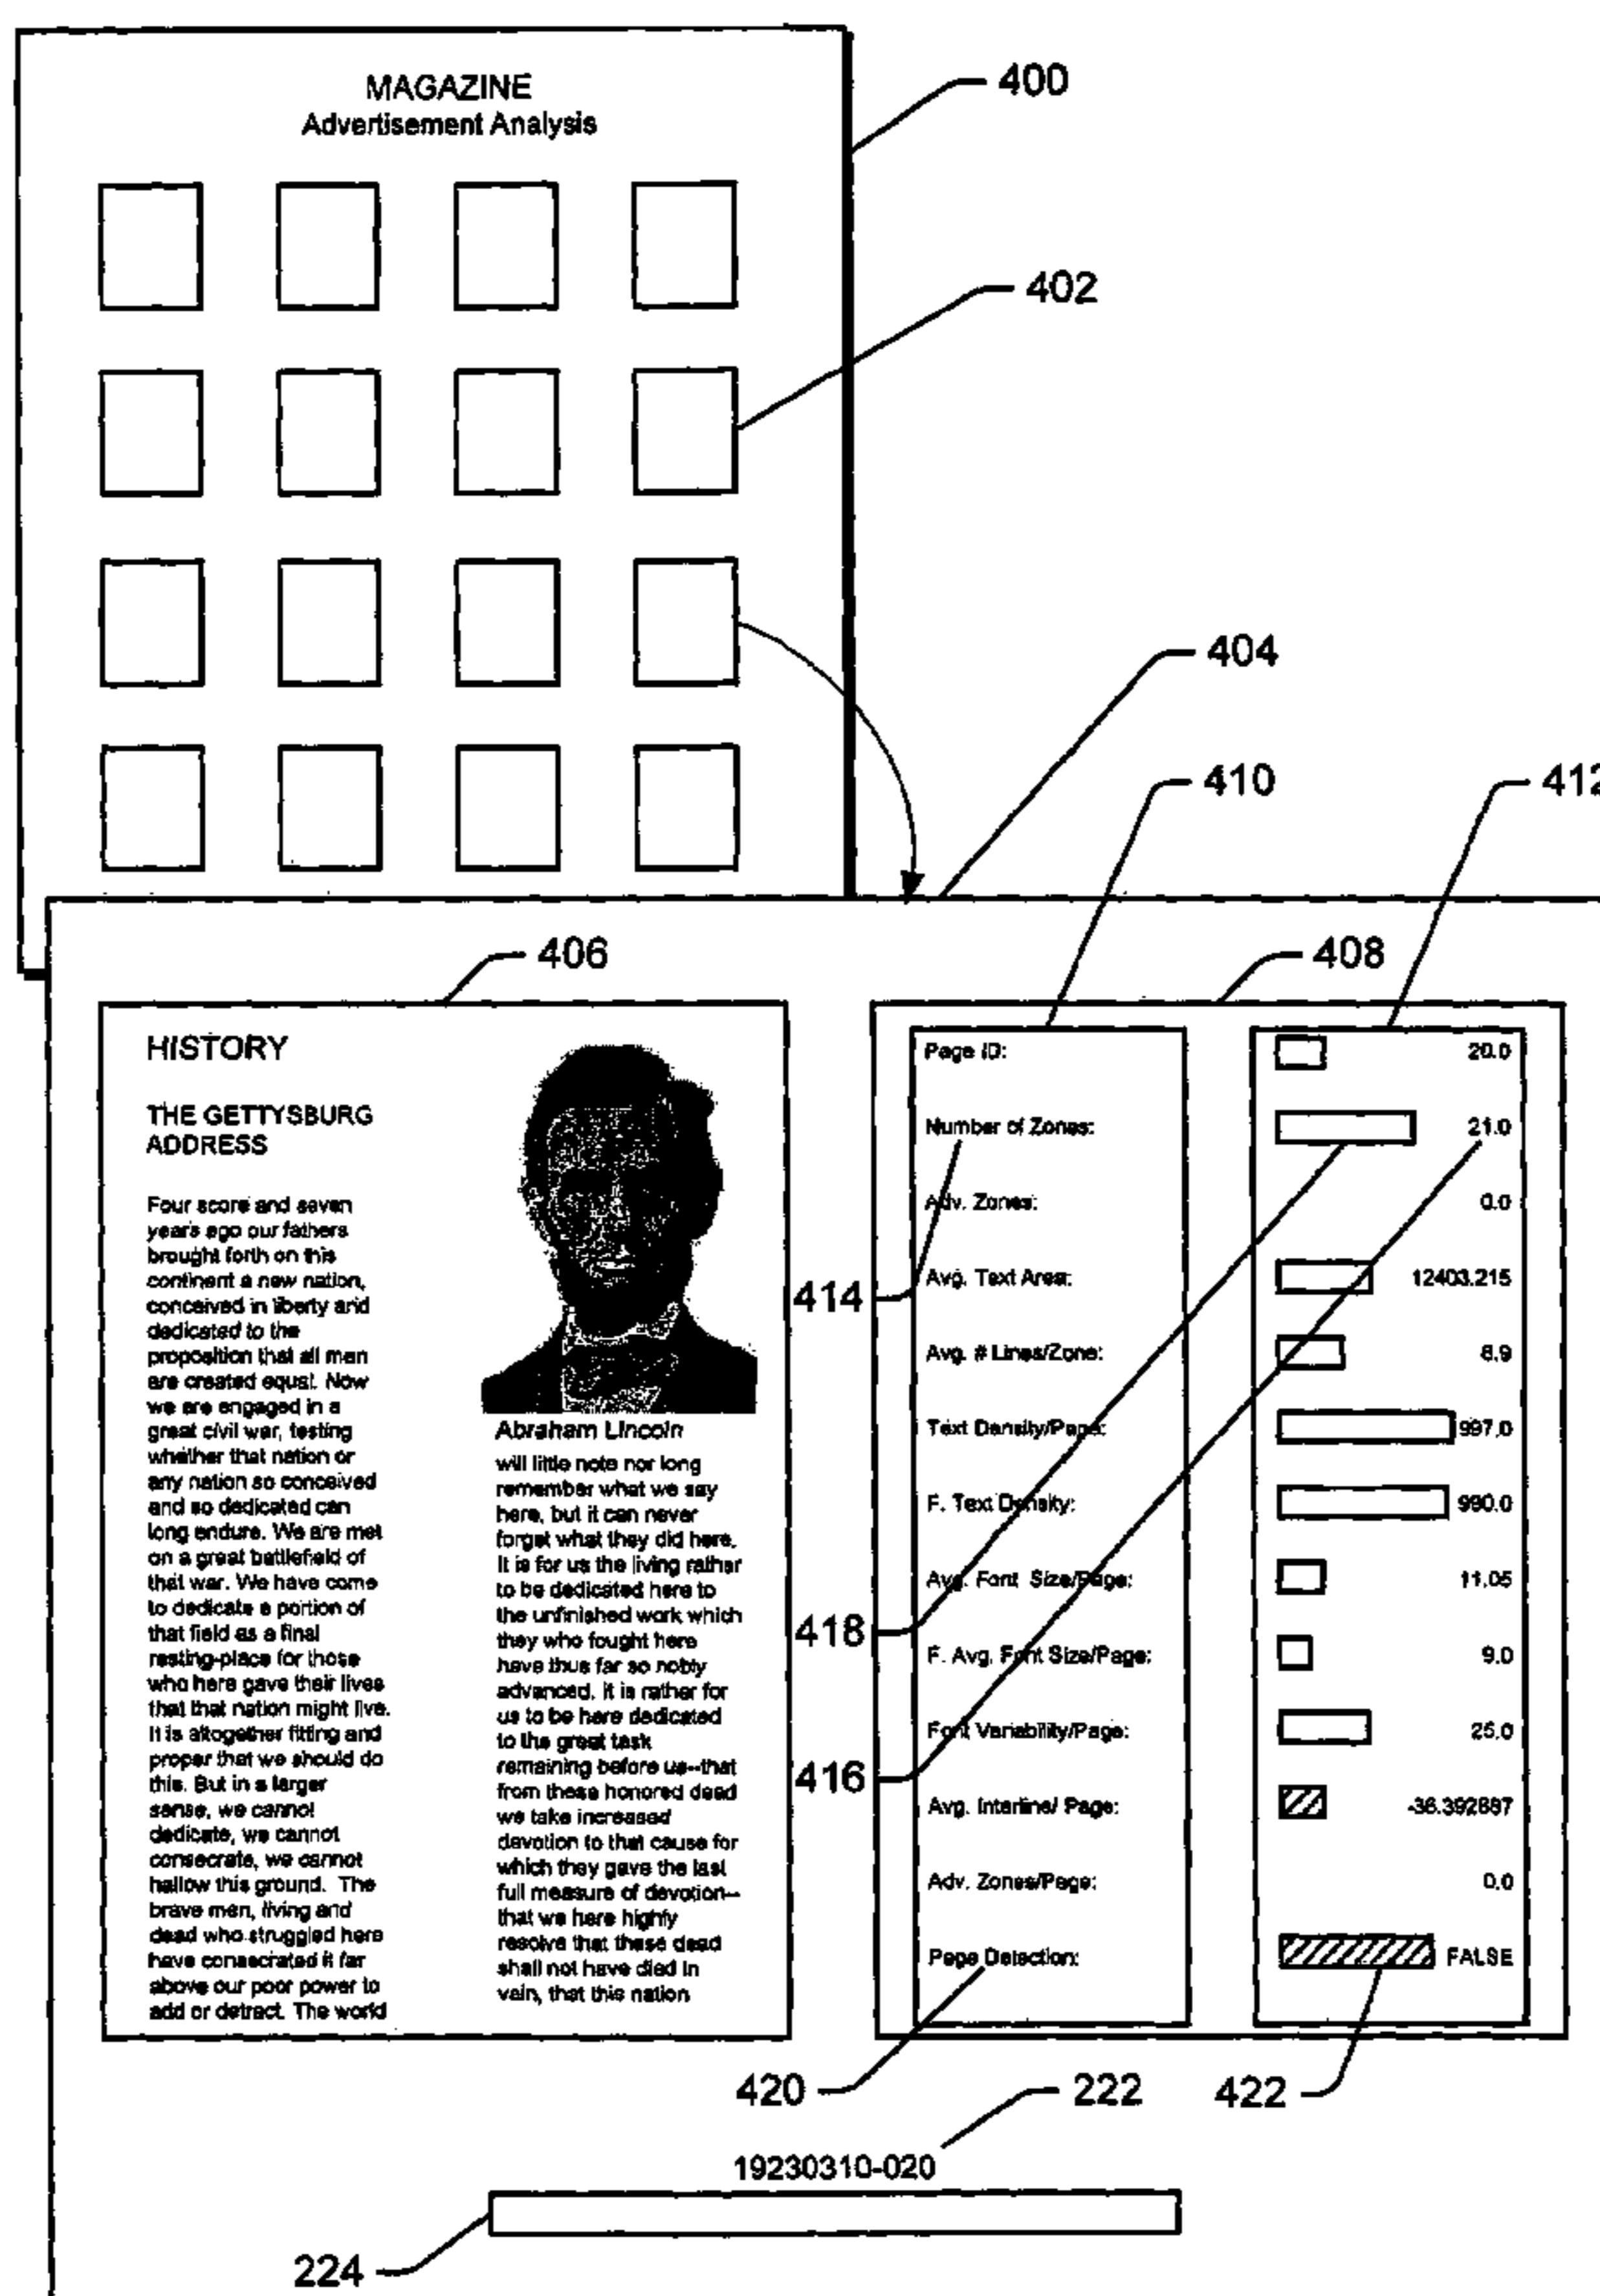 MAGAZINE
Advertisement Analysis
400
402
404
410
412
406
408
HISTORY
THE GETTYSBURG
ADDRESS
Four score and seven
years ago our fathers
brought forth on this
continent a new nation,
conceived in liberty and
dedicated to the
proposition that all men
are created equal. Now
we are engaged in a
great civil war, testing
whether that nation or
any nation so conceived
and so dedicated can
long endure. We are met
on a great battlefield of
that war. We have come
to dedicate a portion of
that field as a final
resting-place for those
who here gave their lives
that that nation might live.
It is altogether fitting and
proper that we should do
this. But in a larger
sense, we cannot
dedicate, we cannot
consecrate, we cannot
hallow this ground. The
brave men, living and
dead who struggled here
have consecrated it far
above our poor power to
add or detract. The world
Abraham Lincoln
will little note nor long
remember what we say
here, but it can never
forget what they did here.
It is for us the living rather
to be dedicated here to
the unfinished work which
they who fought here
have thus far so nobly
advanced. It is rather for
us to be here dedicated
to the great task
remaining before us--that
from these honored dead
we take increased
devotion to that cause for
which they gave the last
full measure of devotion--
that we here highly
resolve that these dead
shall not have died in
vain, that this nation
414
418
416
Page ID: 20.0
Number of Zones: 21.0
Adv. Zones: 0.0
Avg. Text Area: 12403.215
Avg. # Lines/Zone: 8.9
Text Density/Page: 997.0
F. Text Density: 990.0
Avg. Font Size/Page: 11.05
F. Avg. Font Size/Page: 9.0
Font Variability/Page: 25.0
Avg. Interline/ Page: -36.392687
Adv. Zones/Page: 0.0
Page Detection: FALSE
420
222
422
19230310-020
224